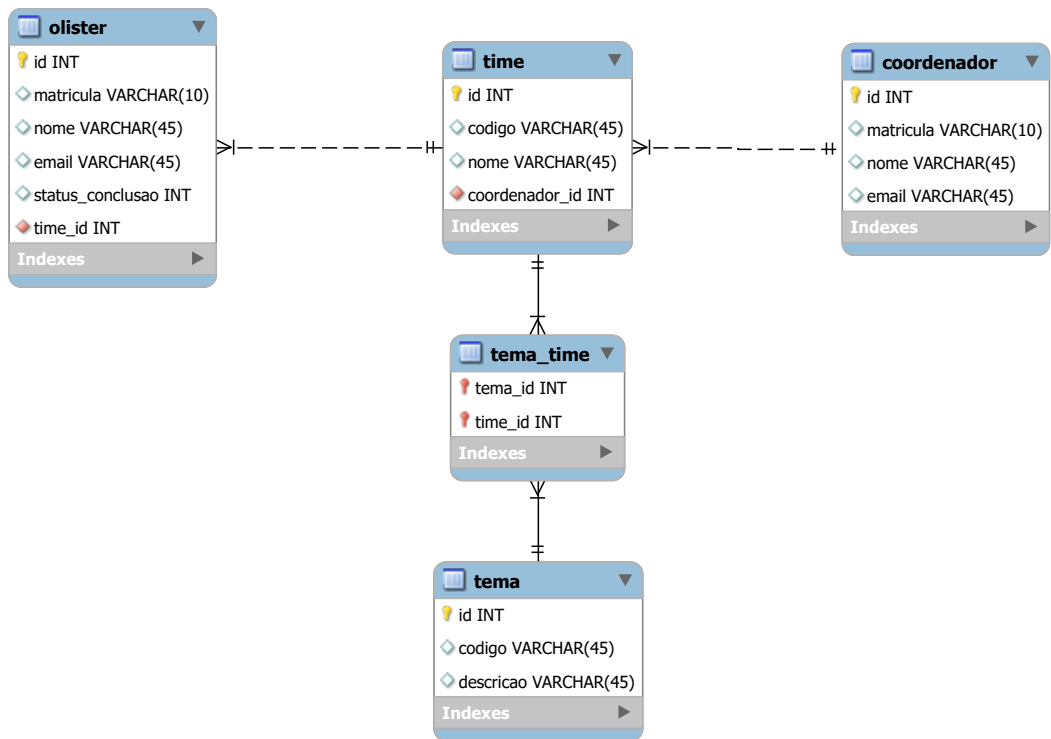 olister
id INT
matricula VARCHAR(10)
nome VARCHAR(45)
email VARCHAR(45)
status_conclusao INT
time_id INT
Indexes
time
id INT
codigo VARCHAR(45)
nome VARCHAR(45)
coordenador_id INT
Indexes
coordenador
id INT
matricula VARCHAR(10)
nome VARCHAR(45)
email VARCHAR(45)
Indexes
tema_time
tema_id INT
time_id INT
Indexes
tema
id INT
codigo VARCHAR(45)
descricao VARCHAR(45)
Indexes